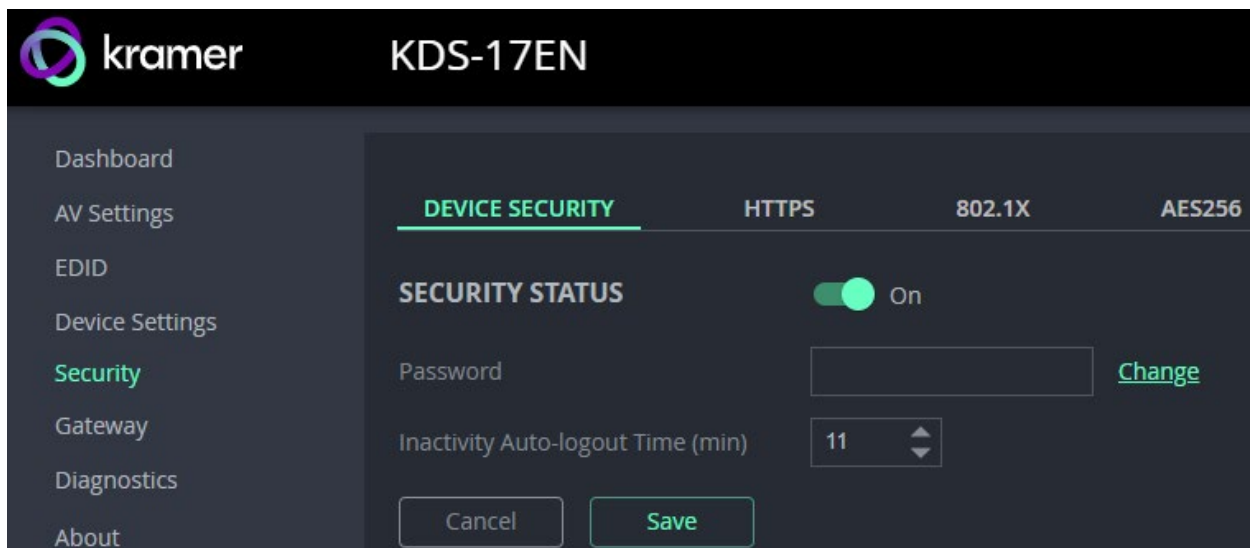 kramer
KDS-17EN
Dashboard
AV Settings
EDID
Device Settings
Security
Gateway
Diagnostics
About
DEVICE SECURITY HTTPS 802.1X AES256
SECURITY STATUS On
Password Change
Inactivity Auto-logout Time (min) 11
Cancel Save